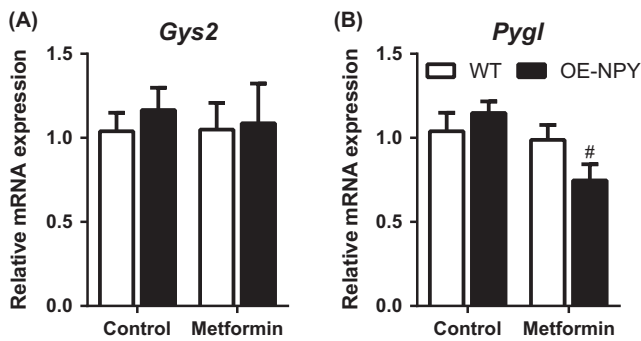 (A)
Gys2
Relative mRNA expression
1.5
1.0
0.5
0.0
Control Metformin
(B)
Pygl
Relative mRNA expression
1.5
1.0
0.5
0.0
WT OE-NPY
#
Control Metformin